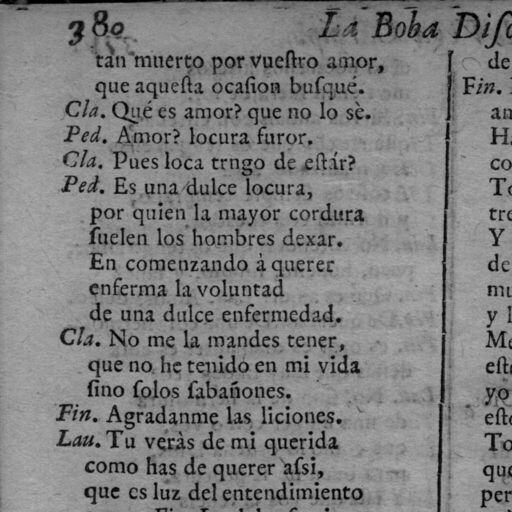 380 La Boba Diſc
tan muerto por vueſtro amor,
que aqueſta ocaſion buſquè.
Cla. Qué es amor? que no lo sè.
Ped. Amor? locura furor.
Cla. Pues loca trngo de eſtár?
Ped. Es una dulce locura,
por quien la mayor cordura
ſuelen los hombres dexar.
En comenzando à querer
enferma la voluntad
de una dulce enfermedad.
Cla. No me la mandes tener,
que no he tenido en mi vida
ſino ſolos ſabañones.
Fin. Agradanme las liciones.
Lau. Tu veràs de mi querida
como has de querer aſsi,
que es luz del entendimiento
de
Fin.
an
H
co
To
tre
Y
de
mu
y l
Me
eſt
yo
eſt
To
que
per